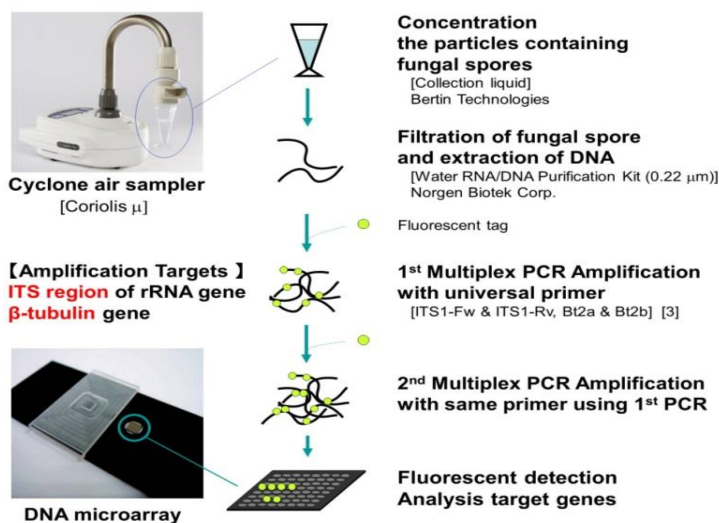 Concentration
the particles containing
fungal spores
[Collection liquid]
Bertin Technologies
Cyclone air sampler
[Coriolis μ]
Filtration of fungal spore
and extraction of DNA
[Water RNA/DNA Purification Kit (0.22 μm)]
Norgen Biotek Corp.
Fluorescent tag
【Amplification Targets 】
ITS region of rRNA gene
β-tubulin gene
1st Multiplex PCR Amplification
with universal primer
[ITS1-Fw & ITS1-Rv, Bt2a & Bt2b] [3]
2nd Multiplex PCR Amplification
with same primer using 1st PCR
DNA microarray
Fluorescent detection
Analysis target genes